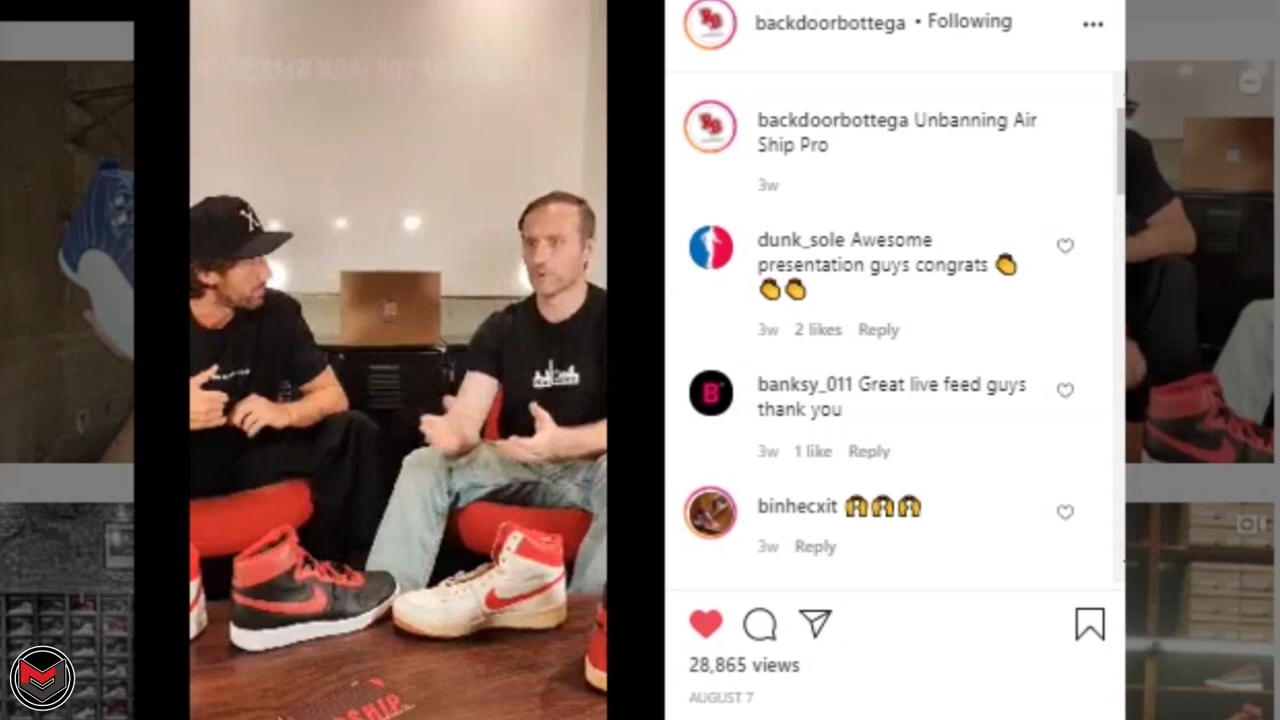 backdoorbottega • Following
backdoorbottega Unbanning Air
Ship Pro
3w
dunk_sole Awesome
presentation guys congrats 👏
👏👏
3w 2 likes Reply
B
banksy_011 Great live feed guys
thank you
3w 1 like Reply
binhecxit 🙌🙌🙌
3w Reply
28,865 views
AUGUST 7
SHIP